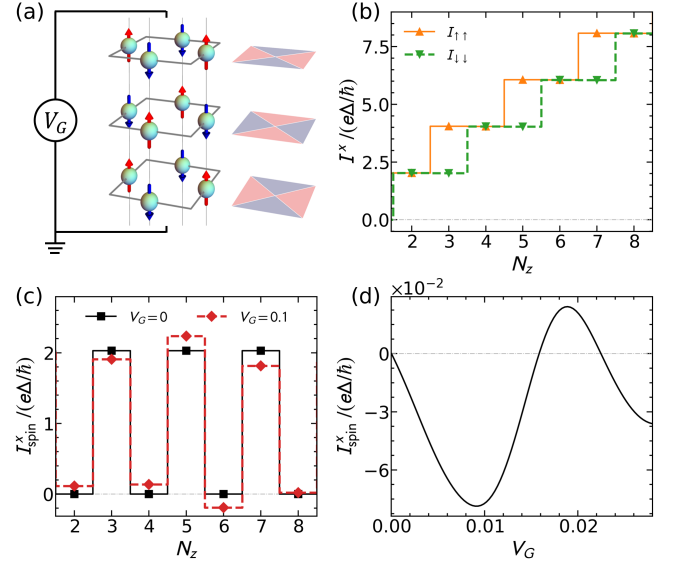 (a)
V_G
(b)
I^x/(eΔ/ħ)
7.5
5.0
2.5
0.0
I↑↑
I↓↓
2 3 4 5 6 7 8
N_z
(c)
I^x_spin/(eΔ/ħ)
2
1
0
V_G=0
V_G=0.1
2 3 4 5 6 7 8
N_z
(d)
×10^−2
I^x_spin/(eΔ/ħ)
0
−3
−6
0.00 0.01 0.02
V_G